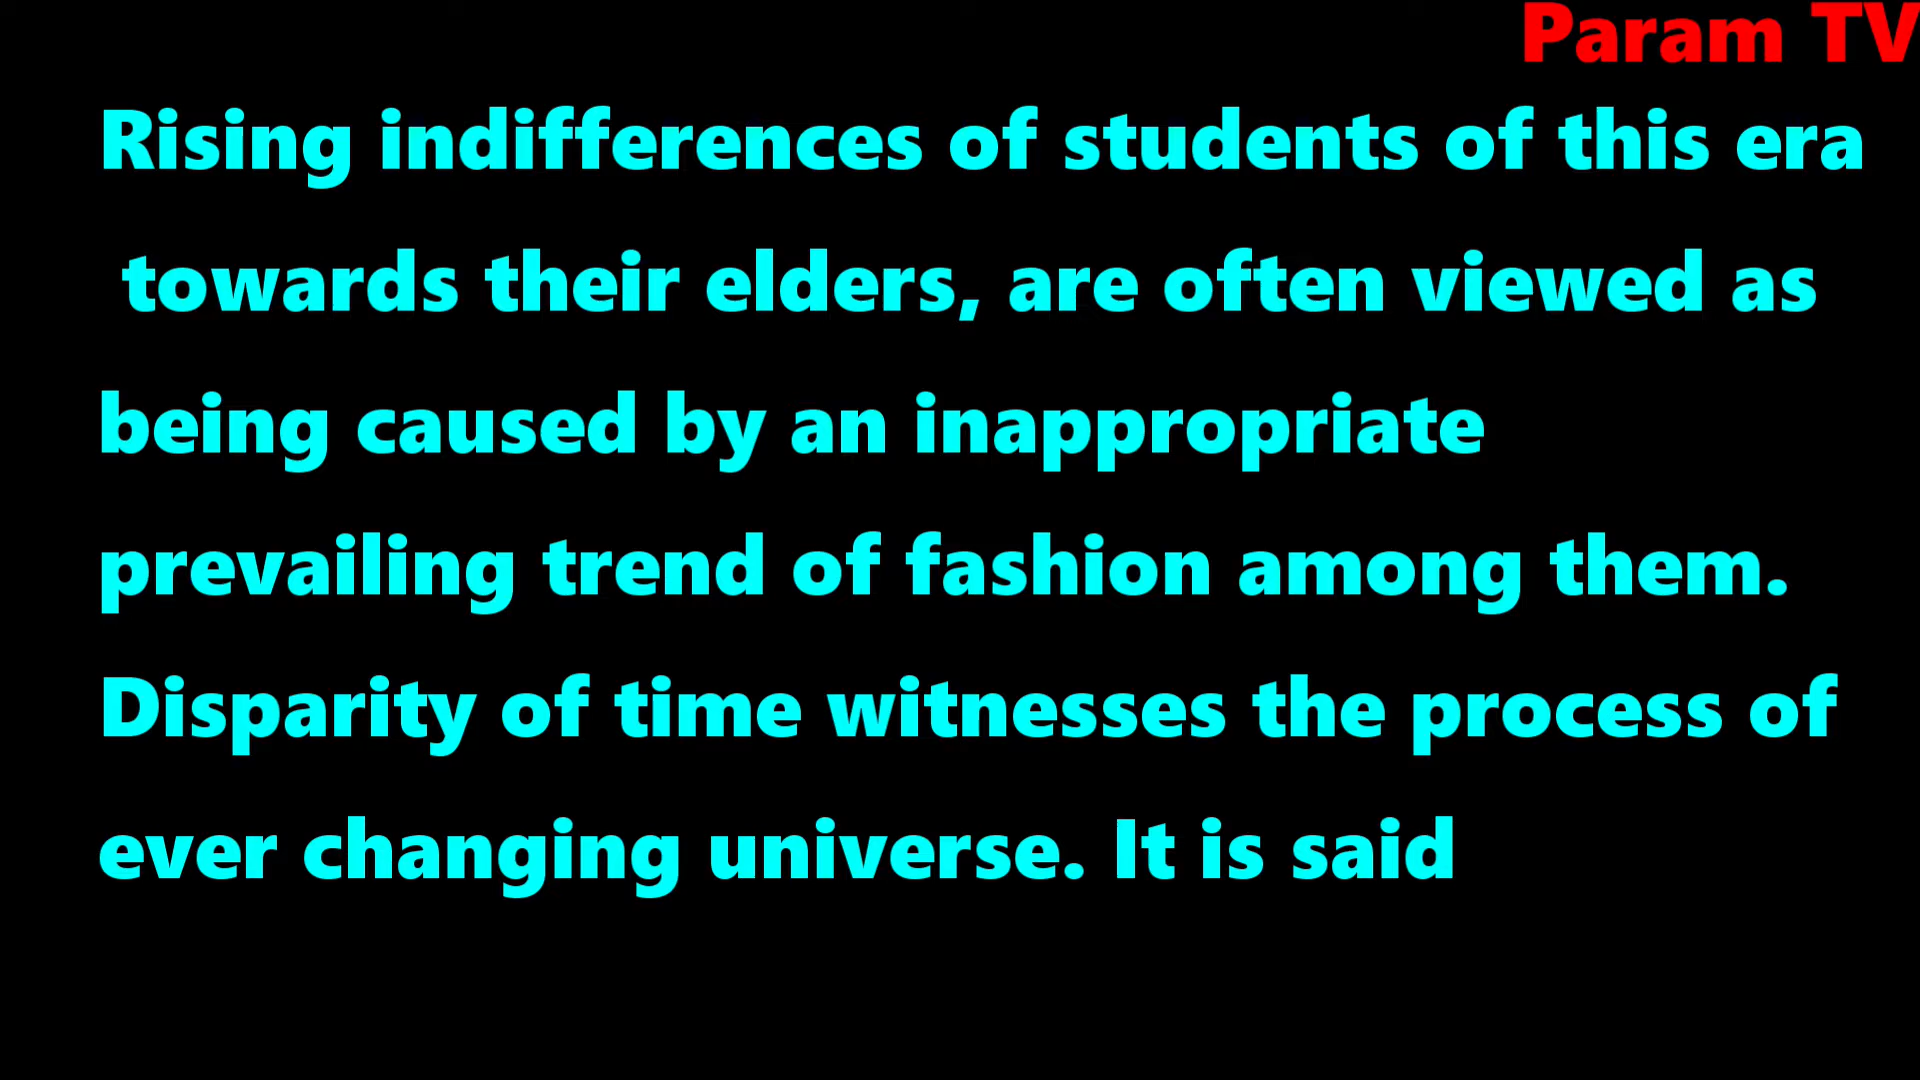 Param TV
Rising indifferences of students of this era
towards their elders, are often viewed as
being caused by an inappropriate
prevailing trend of fashion among them.
Disparity of time witnesses the process of
ever changing universe. It is said